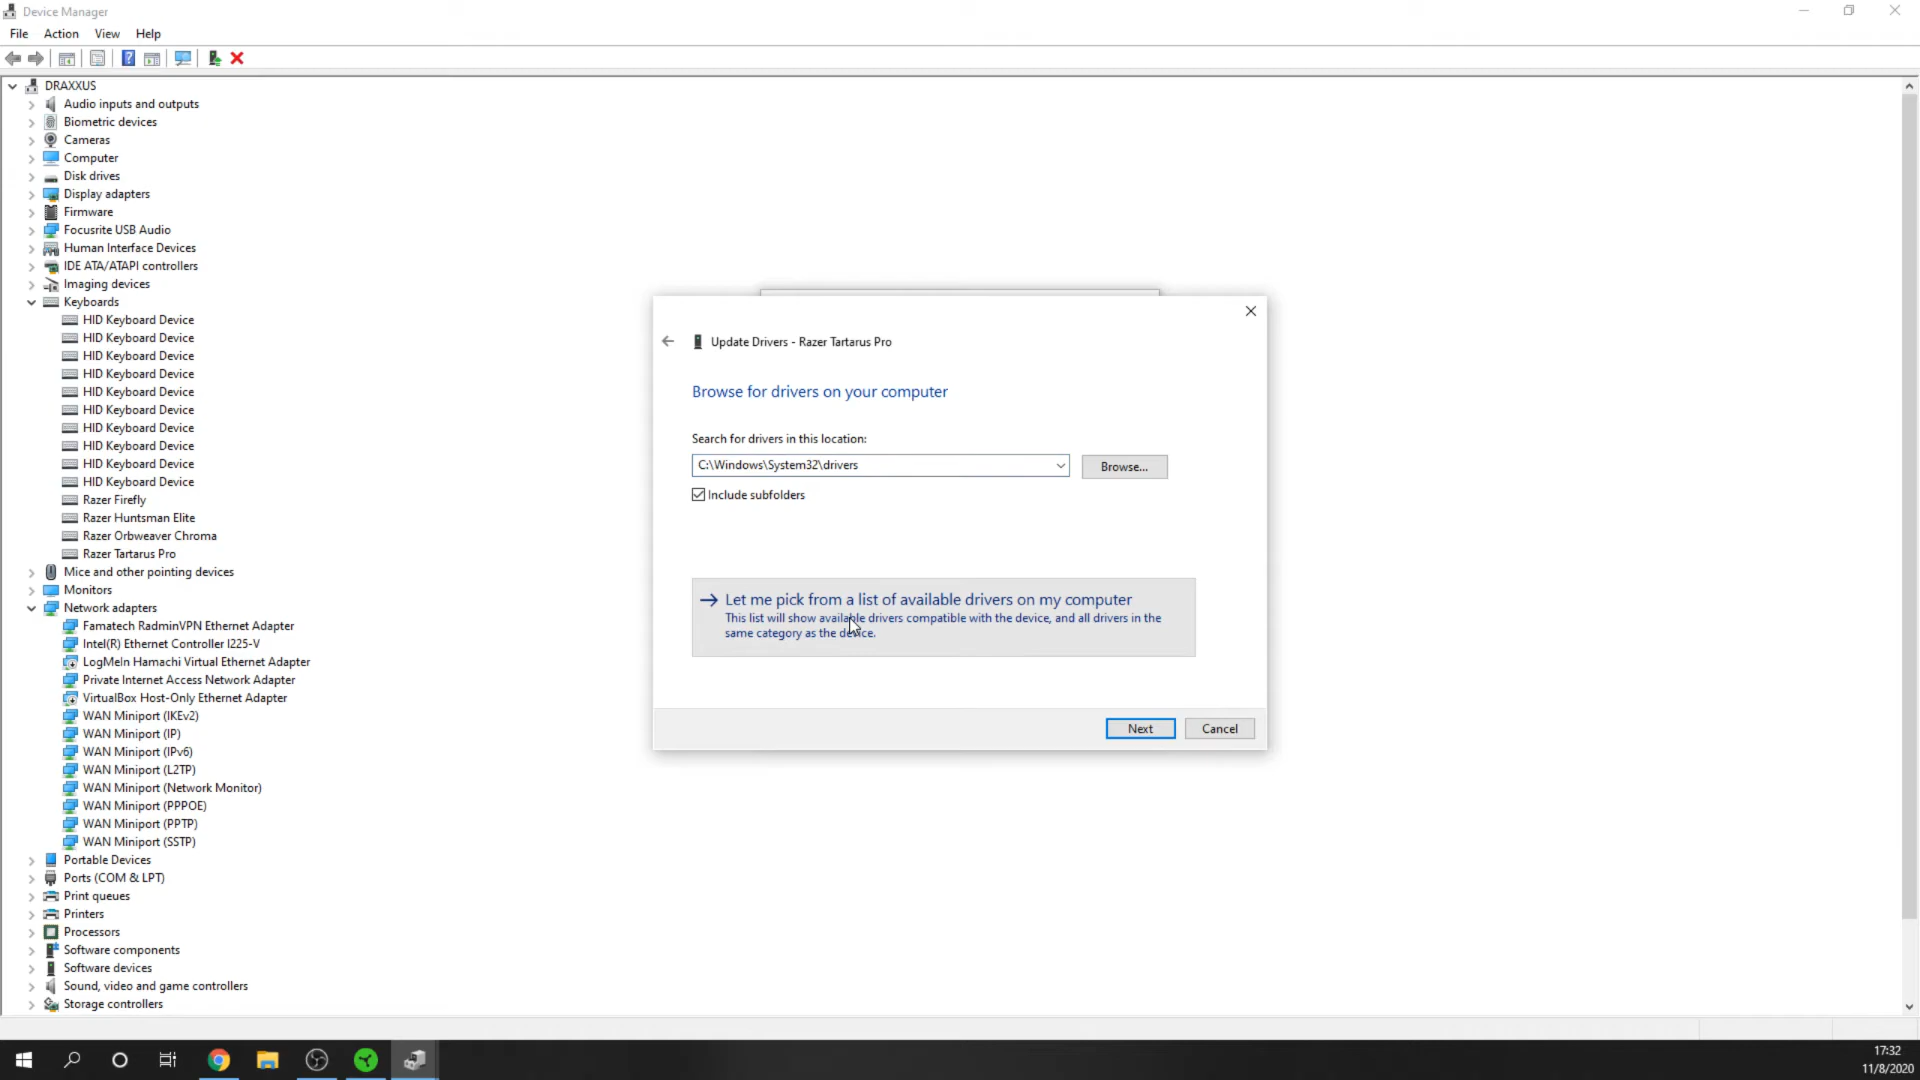 Device Manager
File Action View Help
DRAXXUS
Audio inputs and outputs
Biometric devices
Cameras
Computer
Disk drives
Display adapters
Firmware
Focusrite USB Audio
Human Interface Devices
IDE ATA/ATAPI controllers
Imaging devices
Keyboards
HID Keyboard Device
HID Keyboard Device
HID Keyboard Device
HID Keyboard Device
HID Keyboard Device
HID Keyboard Device
HID Keyboard Device
HID Keyboard Device
HID Keyboard Device
HID Keyboard Device
Razer Firefly
Razer Huntsman Elite
Razer Orbweaver Chroma
Razer Tartarus Pro
Mice and other pointing devices
Monitors
Network adapters
Famatech RadminVPN Ethernet Adapter
Intel(R) Ethernet Controller I225-V
LogMeIn Hamachi Virtual Ethernet Adapter
Private Internet Access Network Adapter
VirtualBox Host-Only Ethernet Adapter
WAN Miniport (IKEv2)
WAN Miniport (IP)
WAN Miniport (IPv6)
WAN Miniport (L2TP)
WAN Miniport (Network Monitor)
WAN Miniport (PPPOE)
WAN Miniport (PPTP)
WAN Miniport (SSTP)
Portable Devices
Ports (COM & LPT)
Print queues
Printers
Processors
Software components
Software devices
Sound, video and game controllers
Storage controllers
Update Drivers - Razer Tartarus Pro
Browse for drivers on your computer
Search for drivers in this location:
C:\Windows\System32\drivers
Browse...
Include subfolders
Let me pick from a list of available drivers on my computer
This list will show available drivers compatible with the device, and all drivers in the
same category as the device.
Next Cancel
17:32
11/8/2020